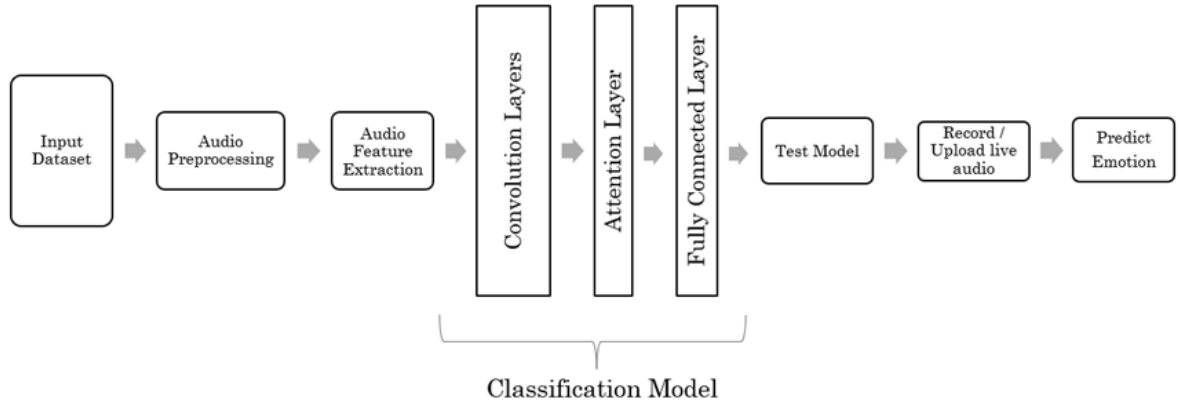 Input
Dataset
Audio
Preprocessing
Audio
Feature
Extraction
Convolution Layers
Attention Layer
Fully Connected Layer
Test Model
Record /
Upload live
audio
Predict
Emotion
Classification Model